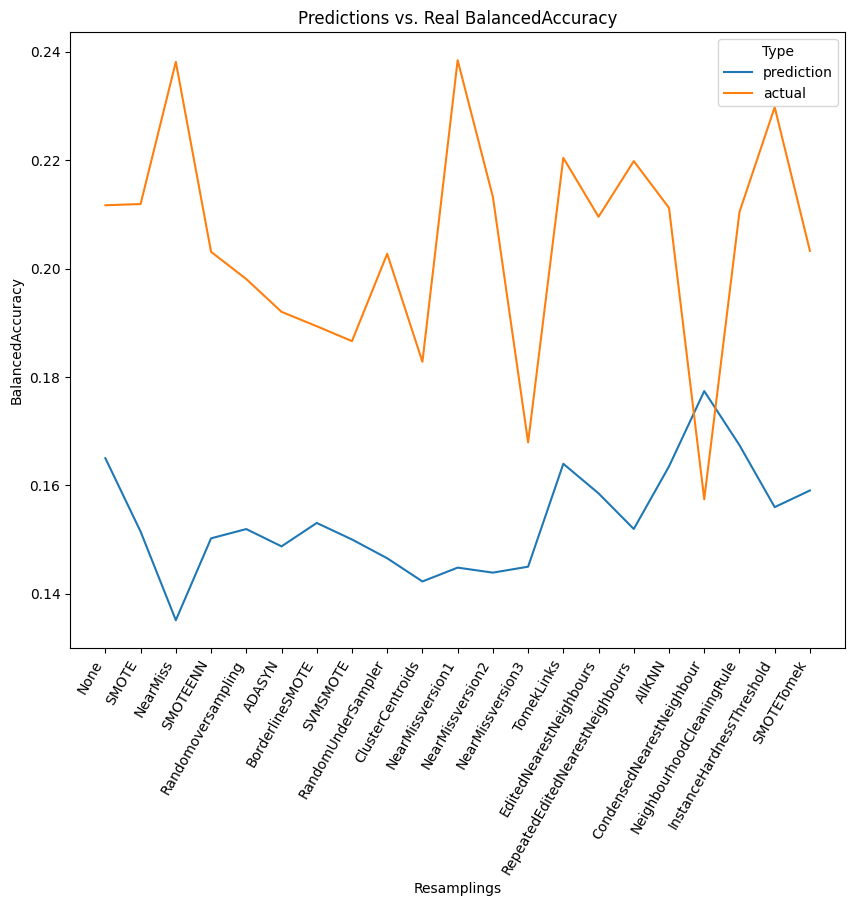 Predictions vs. Real BalancedAccuracy
Type
prediction
actual
BalancedAccuracy
0.24
0.22
0.20
0.18
0.16
0.14
None
SMOTE
NearMiss
SMOTEENN
Randomoversampling
ADASYN
BorderlineSMOTE
SVMSMOTE
RandomUnderSampler
ClusterCentroids
NearMissversion1
NearMissversion2
NearMissversion3
TomekLinks
EditedNearestNeighbours
RepeatedEditedNearestNeighbours
AllKNN
CondensedNearestNeighbour
NeighbourhoodCleaningRule
InstanceHardnessThreshold
SMOTETomek
Resamplings